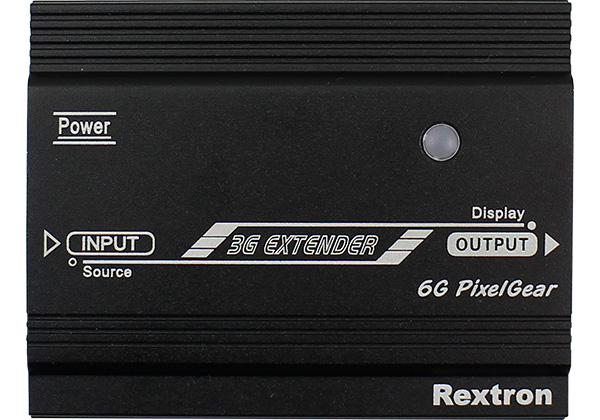 Power
Display
INPUT
3G EXTENDER
OUTPUT
Source
6G PixelGear
Rextron